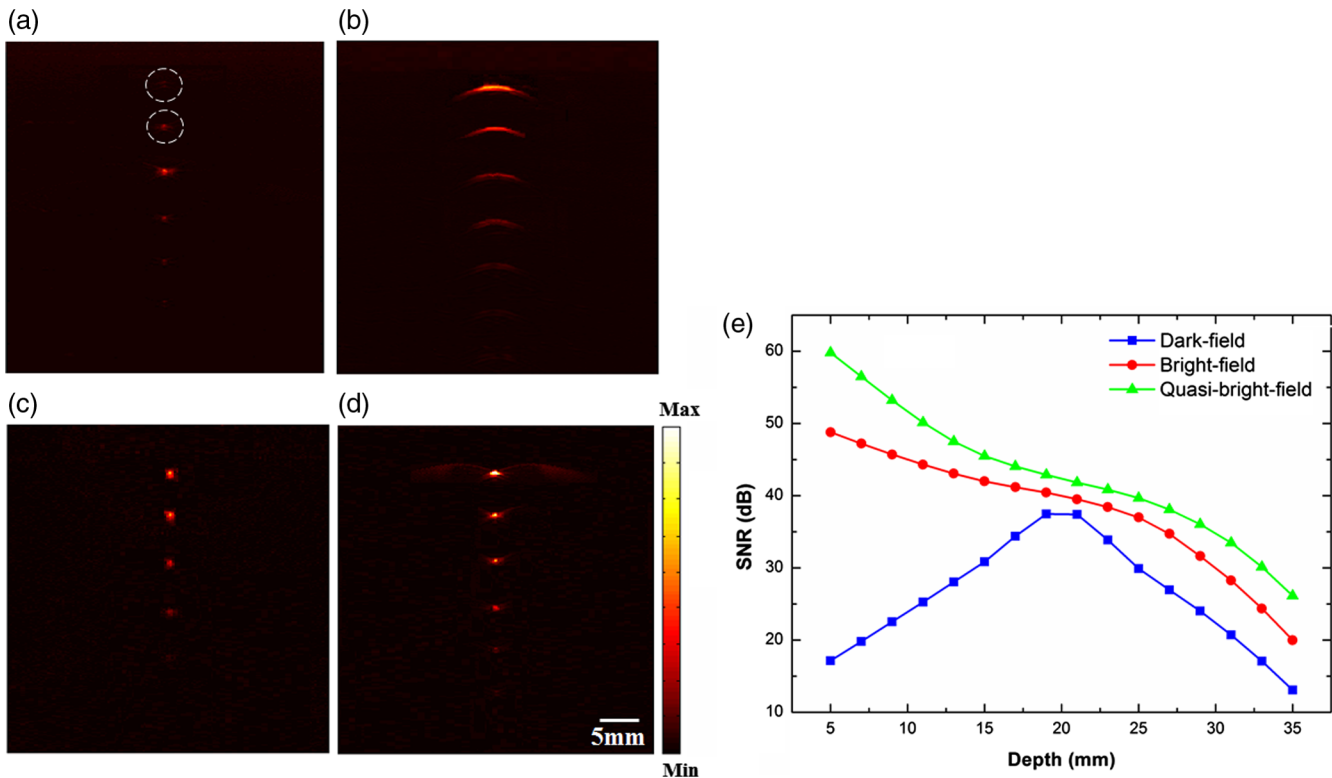 (a)
(b)
(c)
(d)
Max
5mm
Min
(e)
Dark-field
Bright-field
Quasi-bright-field
SNR (dB)
60
50
40
30
20
10
5
10
15
20
25
30
35
Depth (mm)